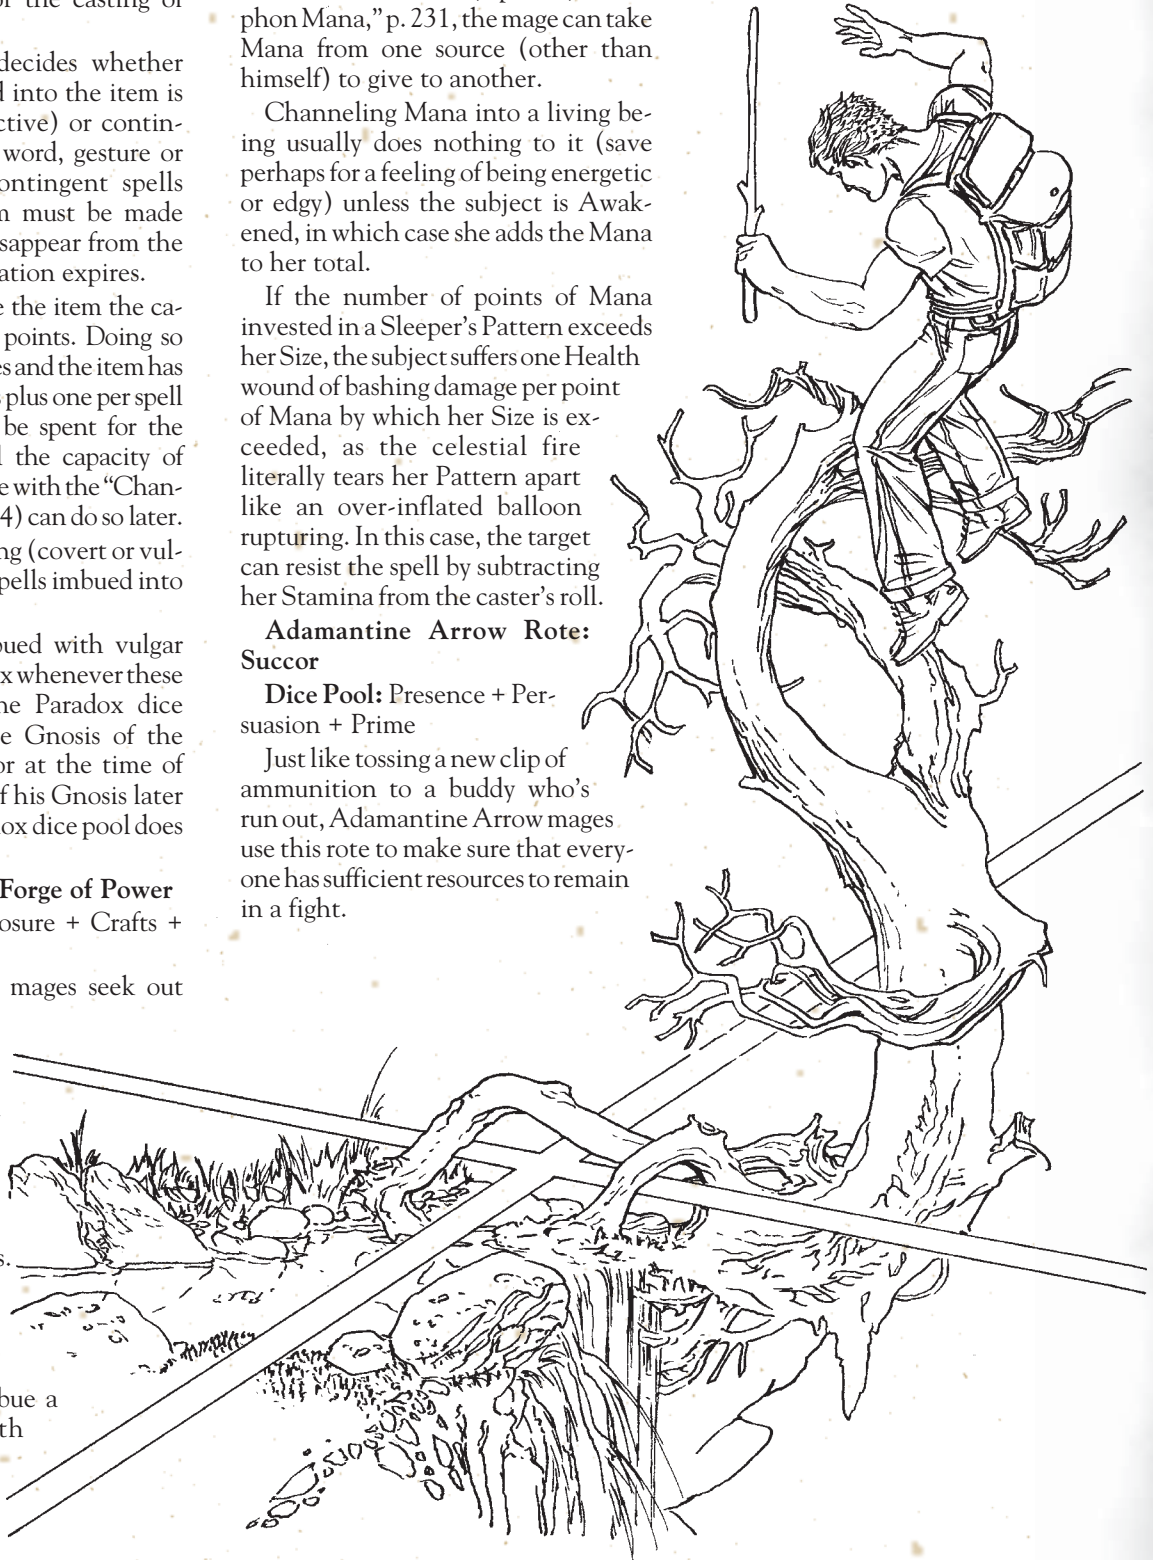 or the casting of
decides whether
d into the item is
ctive) or contin-
word, gesture or
ontingent spells
m must be made
sappear from the
ation expires.
e the item the ca-
points. Doing so
es and the item has
s plus one per spell
be spent for the
l the capacity of
e with the “Chan-
4) can do so later.
ng (covert or vul-
pells imbued into
bued with vulgar
x whenever these
he Paradox dice
e Gnosis of the
or at the time of
f his Gnosis later
lox dice pool does
Forge of Power
osure + Crafts +
mages seek out
s.
bue a
th
phon Mana,” p. 231, the mage can take
Mana from one source (other than
himself) to give to another.
Channeling Mana into a living be-
ing usually does nothing to it (save
perhaps for a feeling of being energetic
or edgy) unless the subject is Awak-
ened, in which case she adds the Mana
to her total.
If the number of points of Mana
invested in a Sleeper’s Pattern exceeds
her Size, the subject suffers one Health
wound of bashing damage per point
of Mana by which her Size is ex-
ceeded, as the celestial fire
literally tears her Pattern apart
like an over-inflated balloon
rupturing. In this case, the target
can resist the spell by subtracting
her Stamina from the caster’s roll.
Adamantine Arrow Rote:
Succor
Dice Pool: Presence + Per-
suasion + Prime
Just like tossing a new clip of
ammunition to a buddy who’s
run out, Adamantine Arrow mages
use this rote to make sure that every-
one has sufficient resources to remain
in a fight.